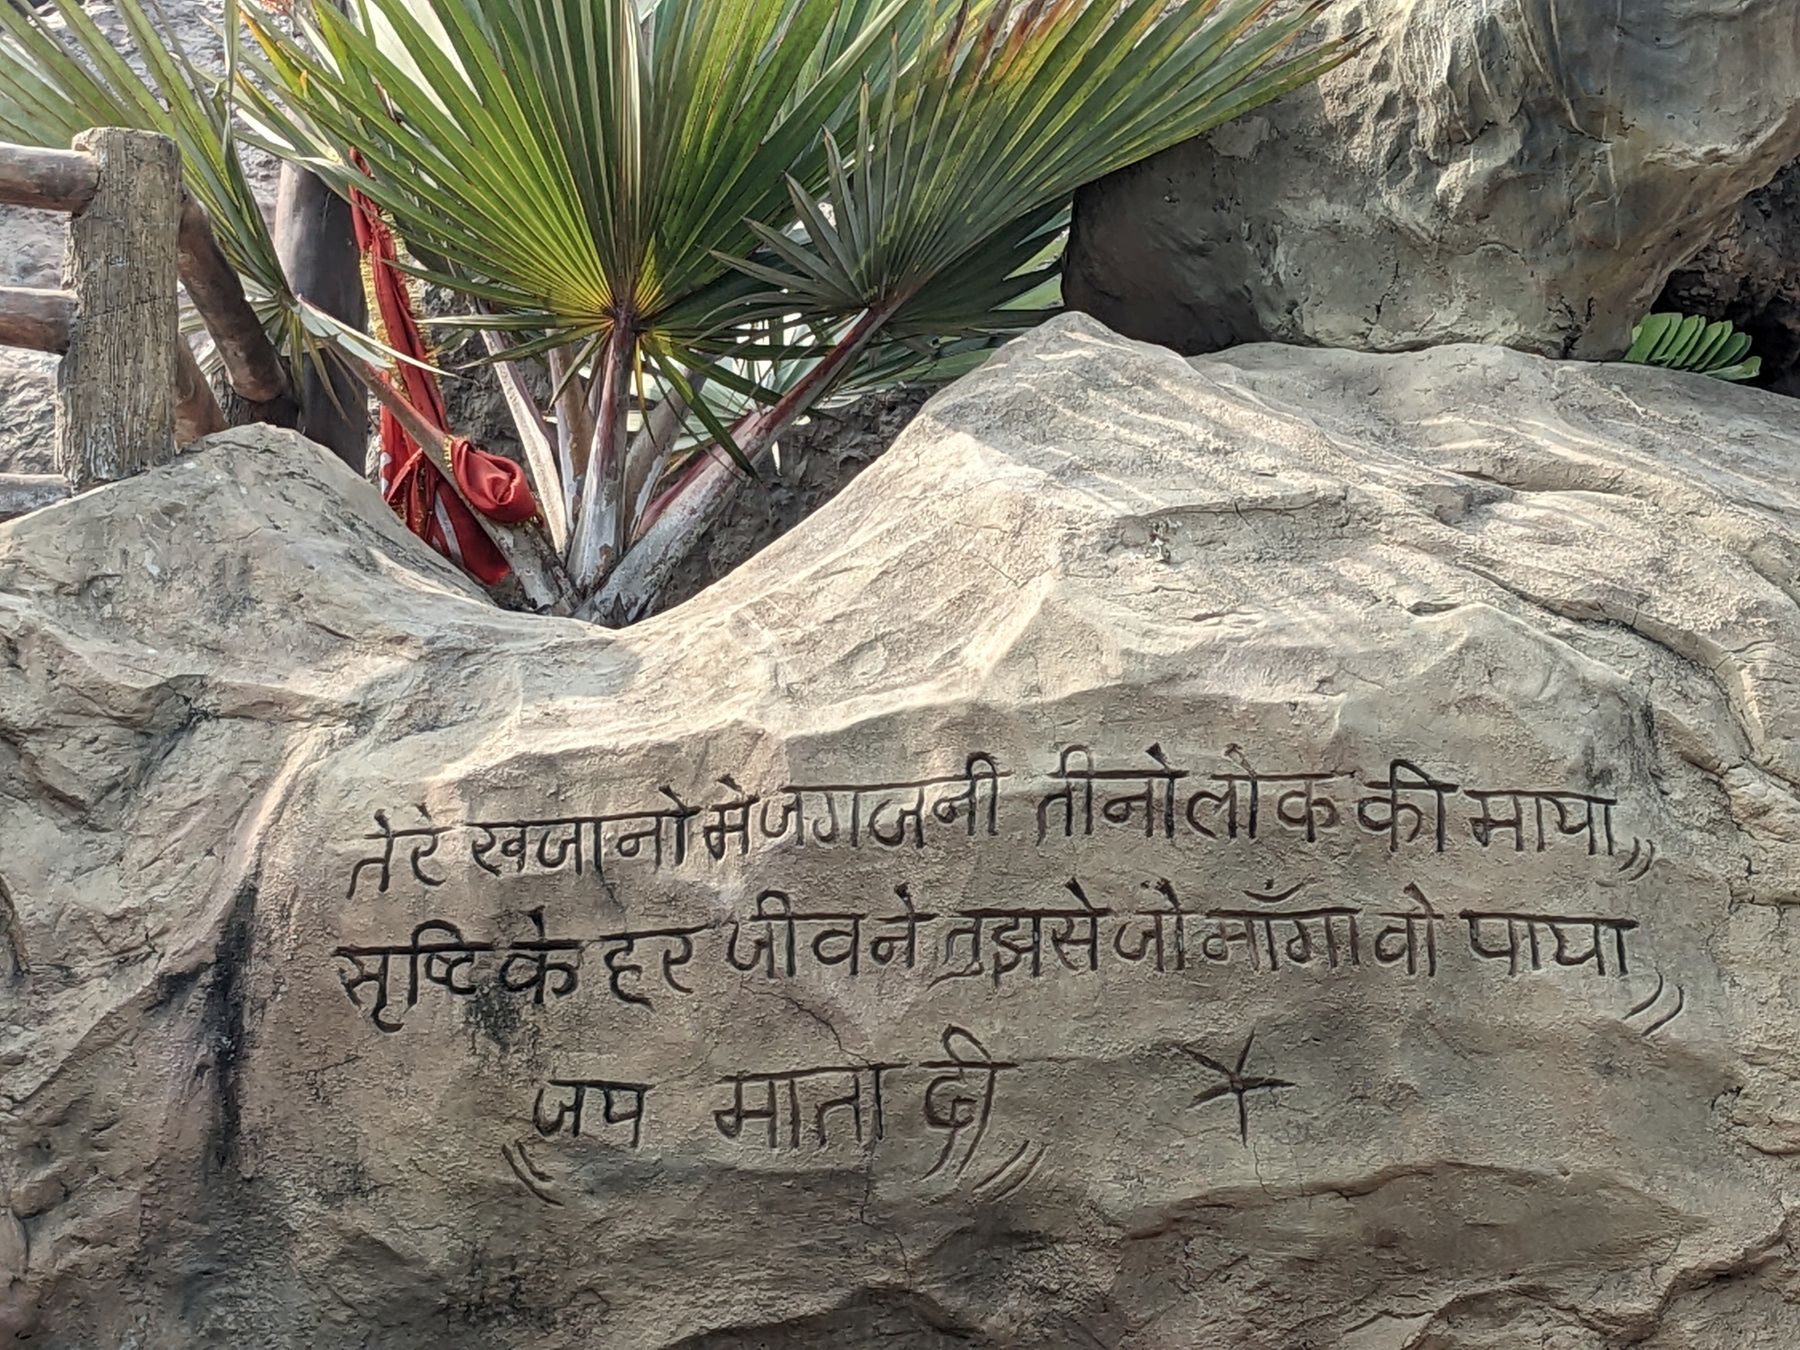 तेरे खजानो मे जगजननी तीनो लोक की माया,,
सृष्टि के हर जीव ने तुझसे जो माँगा वो पाया,,
,,जय माता दी,,